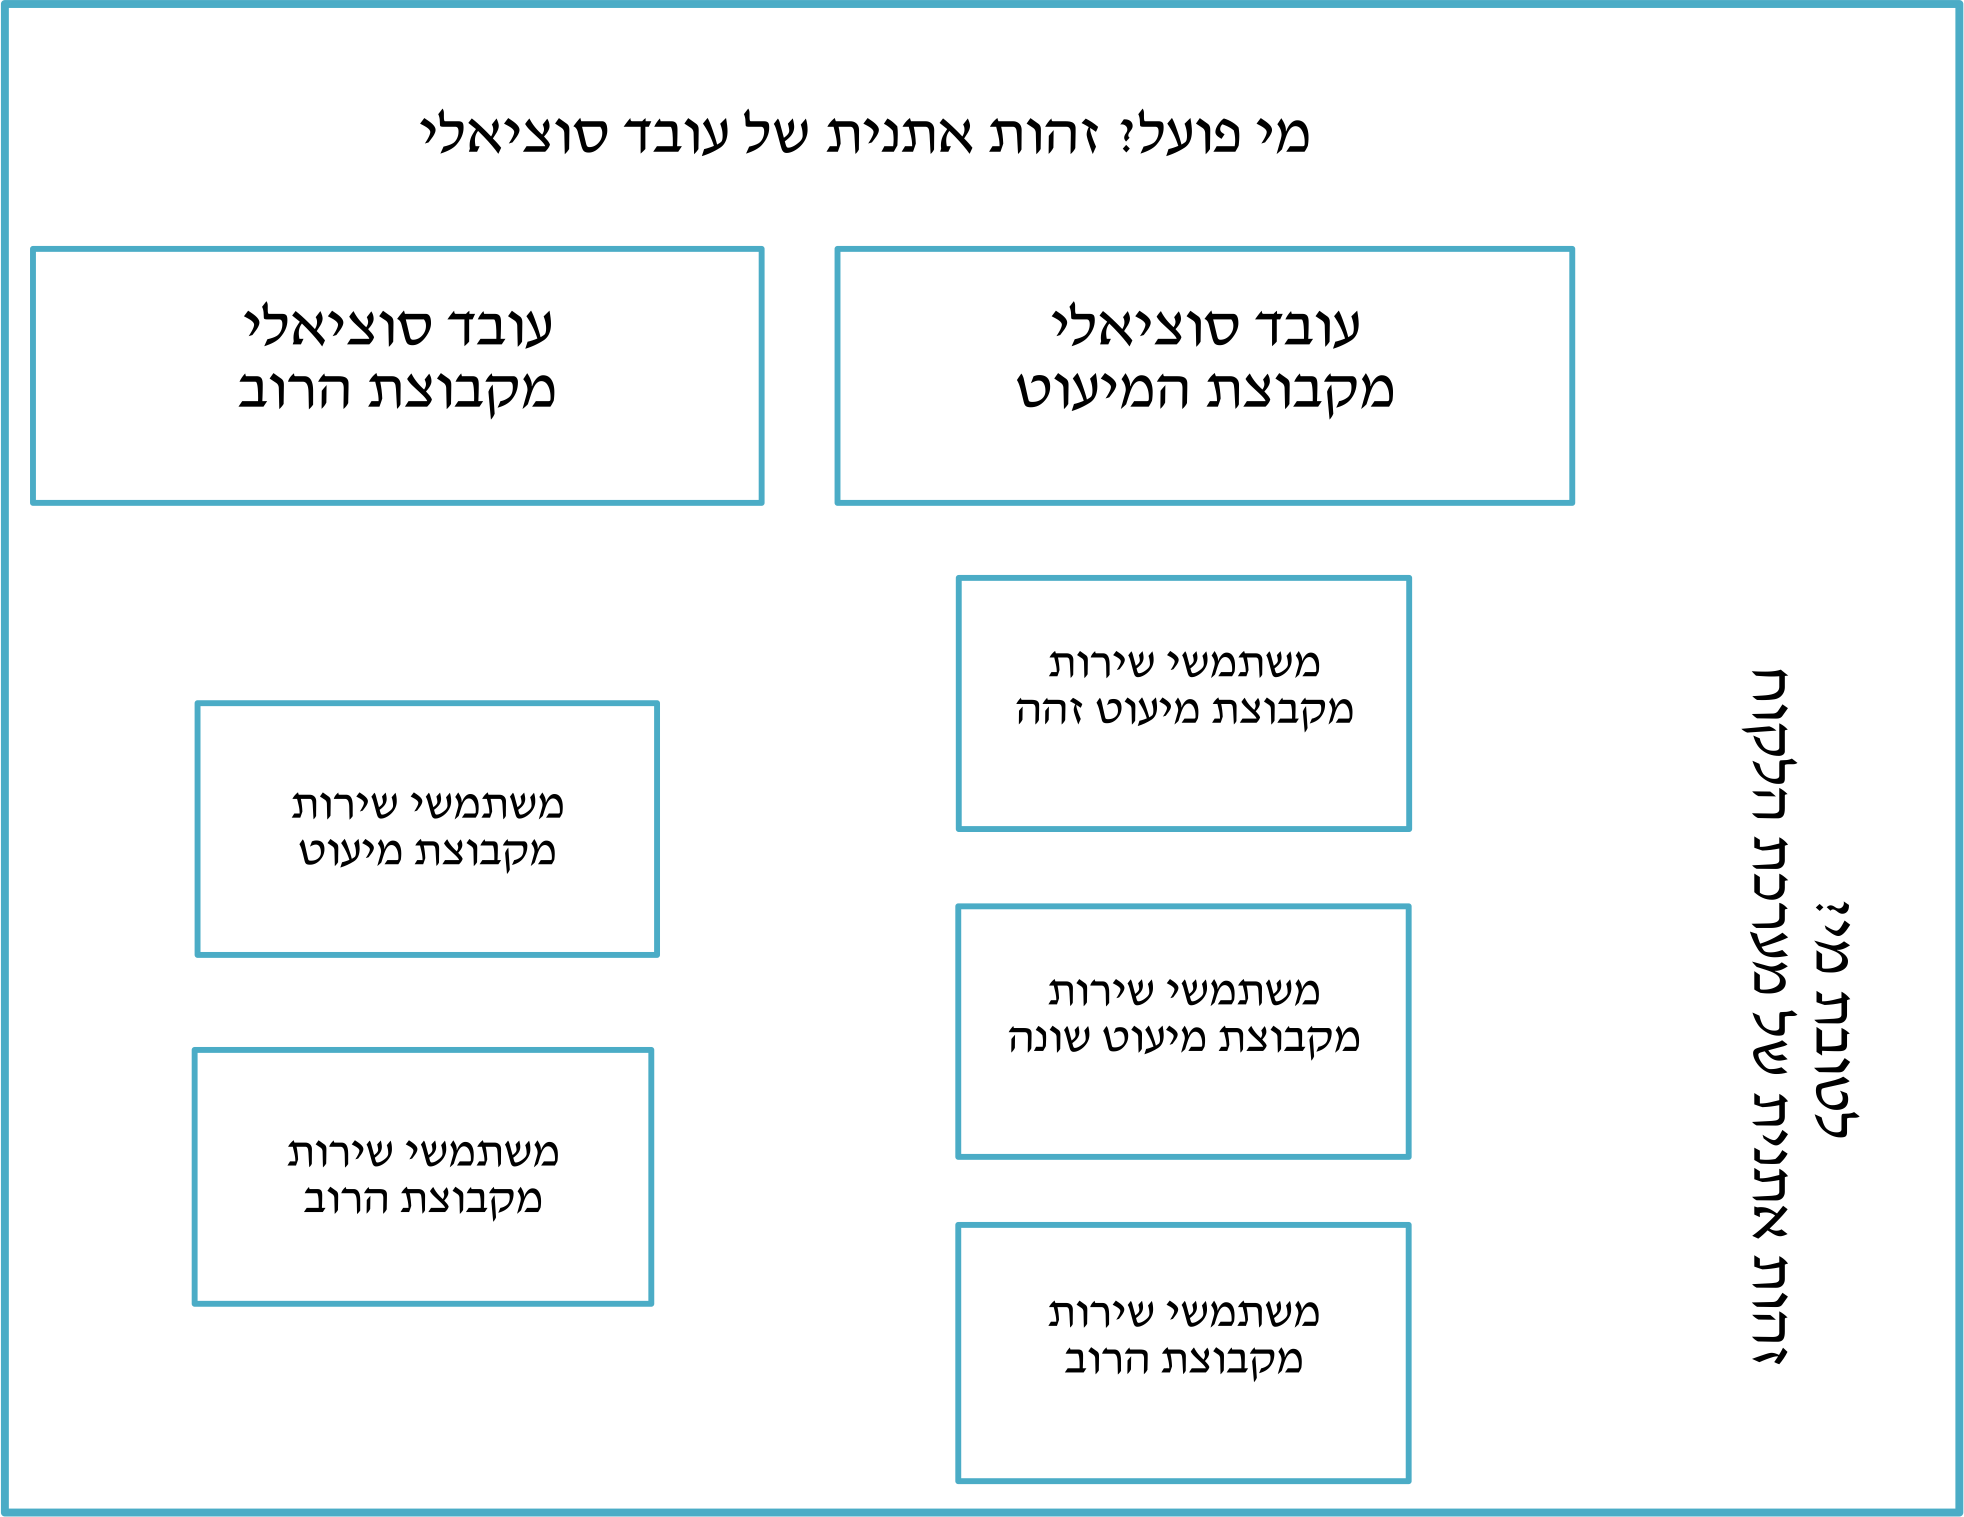 מי פועל? זהות אתנית של עובד סוציאלי
עובד סוציאלי
מקבוצת המיעוט
עובד סוציאלי
מקבוצת הרוב
לטובת מי?
זהות אתנית של מערכת הלקוח
משתמשי שירות
מקבוצת מיעוט זהה
משתמשי שירות
מקבוצת מיעוט שונה
משתמשי שירות
מקבוצת הרוב
משתמשי שירות
מקבוצת מיעוט
משתמשי שירות
מקבוצת הרוב